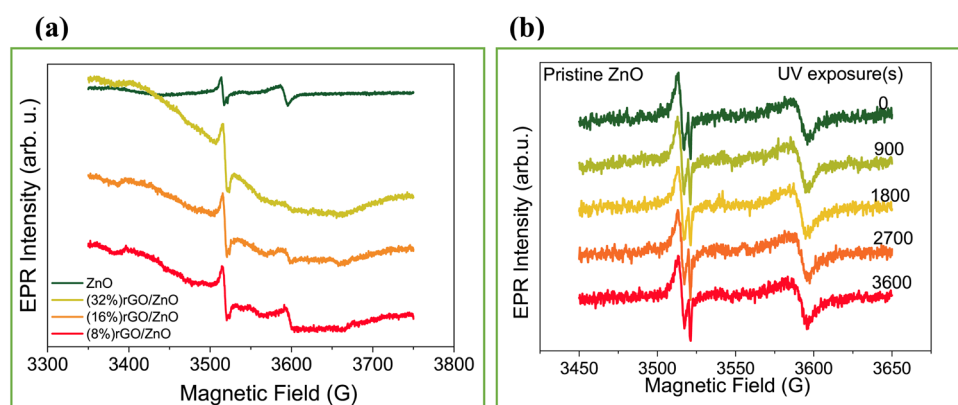 (a)
EPR Intensity (arb. u.)
ZnO
(32%)rGO/ZnO
(16%)rGO/ZnO
(8%)rGO/ZnO
3300 3400 3500 3600 3700 3800
Magnetic Field (G)
(b)
Pristine ZnO UV exposure(s)
0
900
1800
2700
3600
EPR Intensity (arb.u.)
3450 3500 3550 3600 3650
Magnetic Field (G)